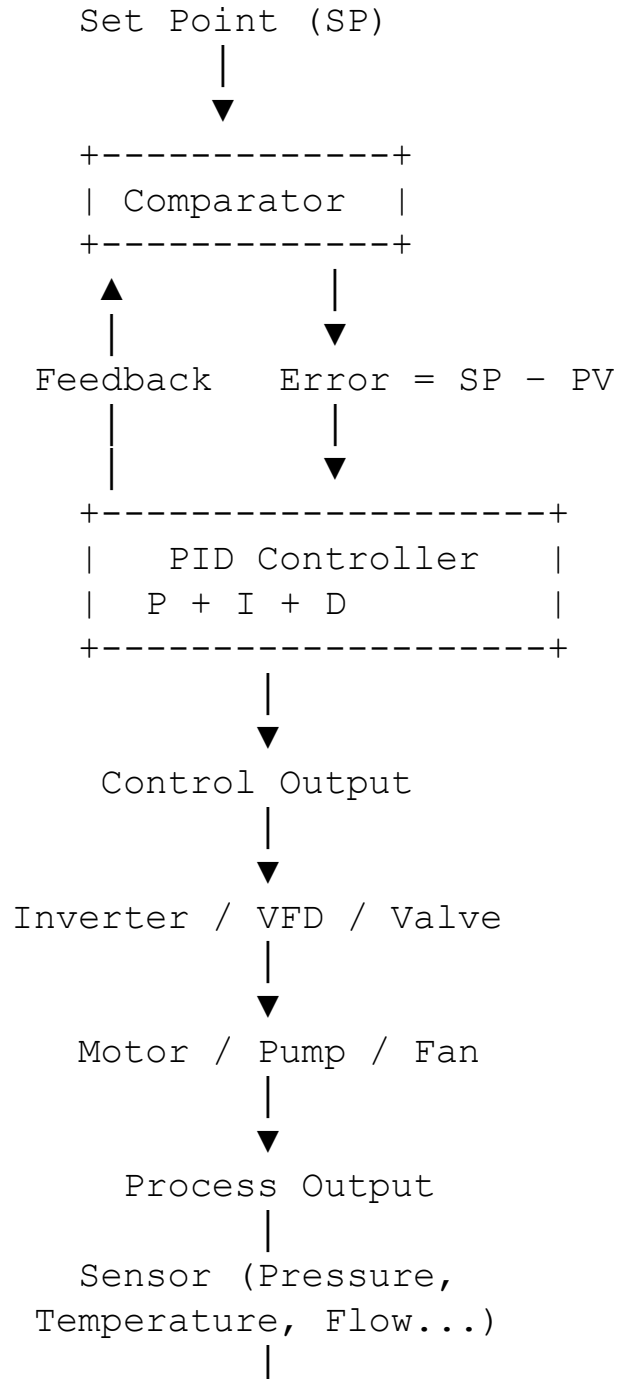 Set Point (SP)
Comparator
Feedback Error = SP – PV
PID Controller
P + I + D
Control Output
Inverter / VFD / Valve
Motor / Pump / Fan
Process Output
Sensor (Pressure,
Temperature, Flow...)